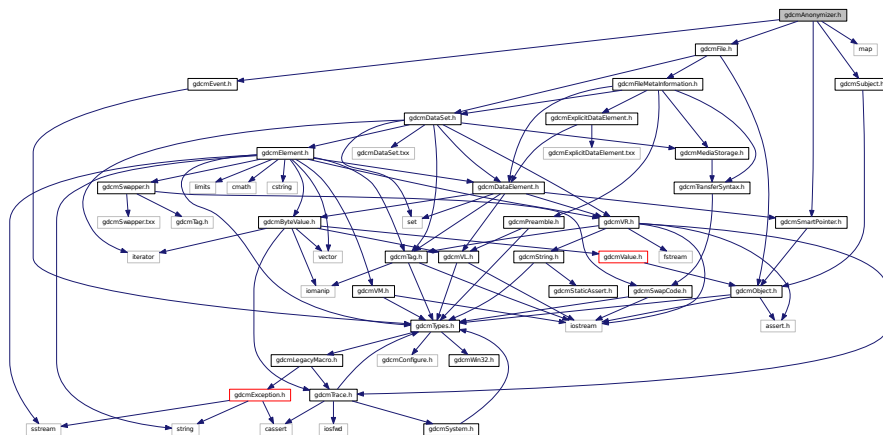 gdcmAnonymizer.h
gdcmFile.h
map
gdcmEvent.h
gdcmFileMetaInformation.h
gdcmSubject.h
gdcmDataSet.h
gdcmExplicitDataElement.h
gdcmElement.h
gdcmDataSet.txx
gdcmExplicitDataElement.txx
gdcmMediaStorage.h
gdcmSwapper.h
limits
cmath
cstring
gdcmDataElement.h
gdcmTransferSyntax.h
gdcmSwapper.txx
gdcmTag.h
gdcmByteValue.h
set
gdcmPreamble.h
gdcmVR.h
gdcmSmartPointer.h
iterator
vector
gdcmTag.h
gdcmVL.h
gdcmString.h
gdcmValue.h
fstream
iomanip
gdcmVM.h
gdcmStaticAssert.h
gdcmSwapCode.h
gdcmObject.h
gdcmTypes.h
iostream
assert.h
gdcmLegacyMacro.h
gdcmConfigure.h
gdcmWin32.h
gdcmException.h
gdcmTrace.h
sstream
string
cassert
iosfwd
gdcmSystem.h